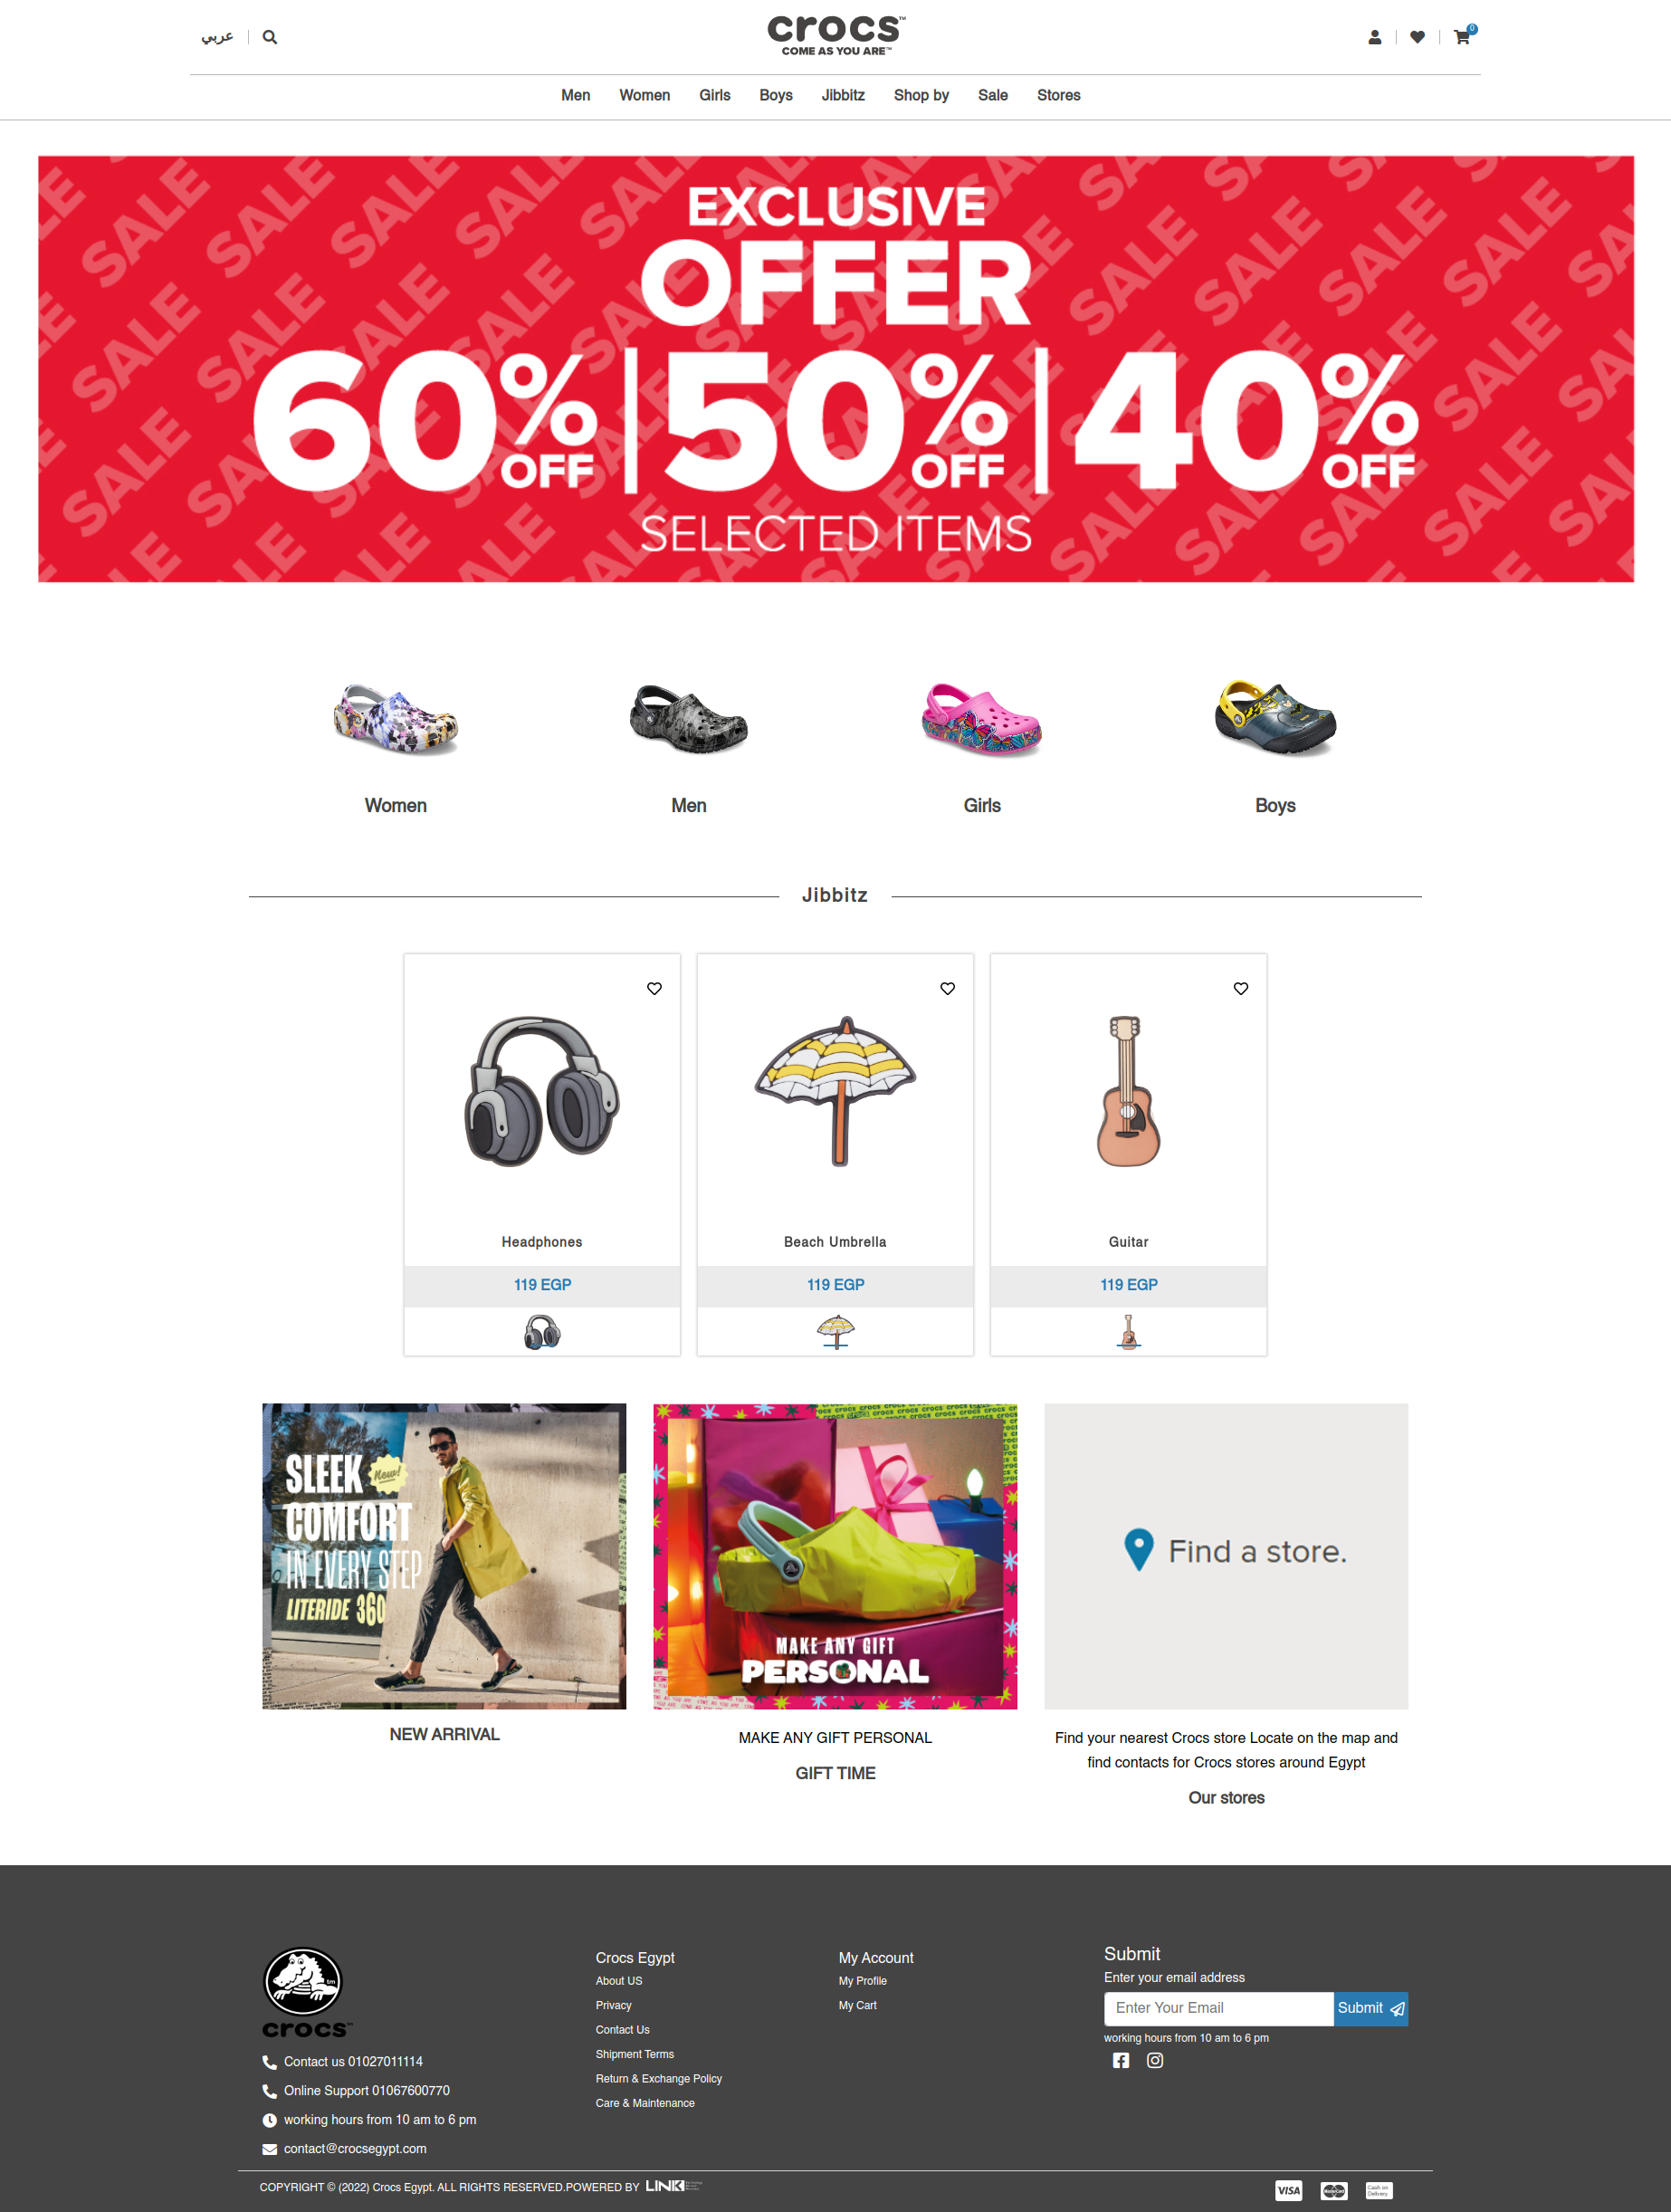 عربي
crocs™
COME AS YOU ARE™
0
Men Women Girls Boys Jibbitz Shop by Sale Stores
EXCLUSIVE
OFFER
60% OFF | 50% OFF | 40% OFF
SELECTED ITEMS
Women Men Girls Boys
Jibbitz
Headphones Beach Umbrella Guitar
119 EGP 119 EGP 119 EGP
SLEEK New!
COMFORT
IN EVERY STEP
LITERIDE 360
MAKE ANY GIFT
PERSONAL
Find a store.
NEW ARRIVAL
MAKE ANY GIFT PERSONAL
GIFT TIME
Find your nearest Crocs store Locate on the map and
find contacts for Crocs stores around Egypt
Our stores
tm
crocs™
Contact us 01027011114
Online Support 01067600770
working hours from 10 am to 6 pm
contact@crocsegypt.com
Crocs Egypt
About US
Privacy
Contact Us
Shipment Terms
Return & Exchange Policy
Care & Maintenance
My Account
My Profile
My Cart
Submit
Enter your email address
Enter Your Email Submit
working hours from 10 am to 6 pm
COPYRIGHT © (2022) Crocs Egypt. ALL RIGHTS RESERVED.POWERED BY LINK
VISA MasterCard Cash on Delivery